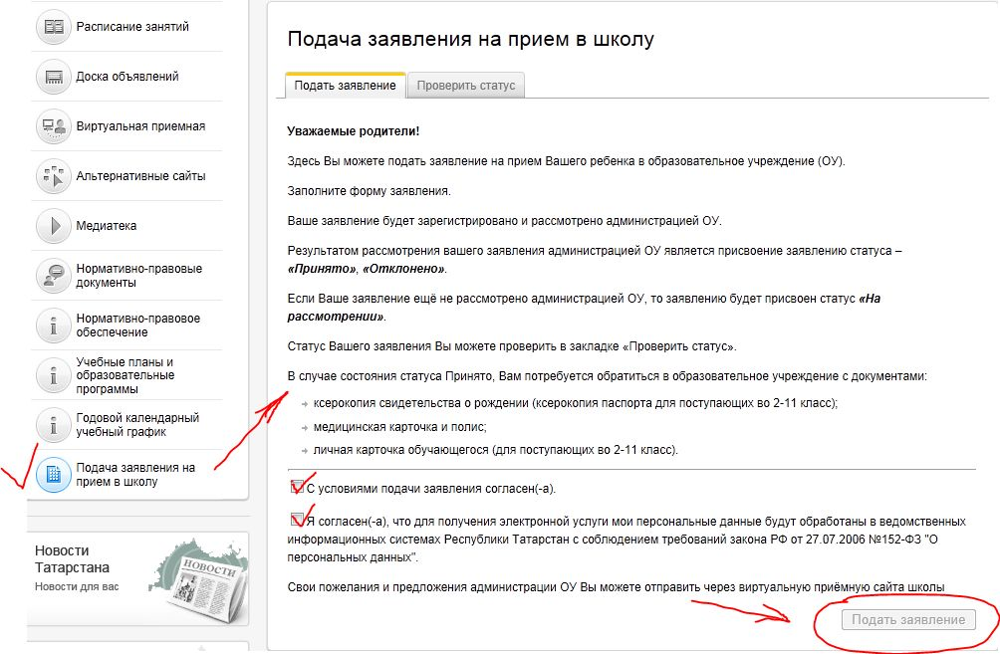 Расписание занятий
Доска объявлений
Виртуальная приемная
Альтернативные сайты
Медиатека
Нормативно-правовые
документы
Нормативно-правовое
обеспечение
Учебные планы и
образовательные
программы
Годовой календарный
учебный график
Подача заявления на
прием в школу
Новости
Татарстана
Новости для вас
НОВОСТИ
Подача заявления на прием в школу
Подать заявление
Проверить статус
Уважаемые родители!
Здесь Вы можете подать заявление на прием Вашего ребенка в образовательное учреждение (ОУ).
Заполните форму заявления.
Ваше заявление будет зарегистрировано и рассмотрено администрацией ОУ.
Результатом рассмотрения вашего заявления администрацией ОУ является присвоение заявлению статуса –
«Принято», «Отклонено».
Если Ваше заявление ещё не рассмотрено администрацией ОУ, то заявлению будет присвоен статус «На
рассмотрении».
Статус Вашего заявления Вы можете проверить в закладке «Проверить статус».
В случае состояния статуса Принято, Вам потребуется обратиться в образовательное учреждение с документами:
ксерокопия свидетельства о рождении (ксерокопия паспорта для поступающих во 2-11 класс);
медицинская карточка и полис;
личная карточка обучающегося (для поступающих во 2-11 класс).
С условиями подачи заявления согласен(-а).
Я согласен(-а), что для получения электронной услуги мои персональные данные будут обработаны в ведомственных
информационных системах Республики Татарстан с соблюдением требований закона РФ от 27.07.2006 №152-ФЗ "О
персональных данных".
Свои пожелания и предложения администрации ОУ Вы можете отправить через виртуальную приёмную сайта школы
Подать заявление